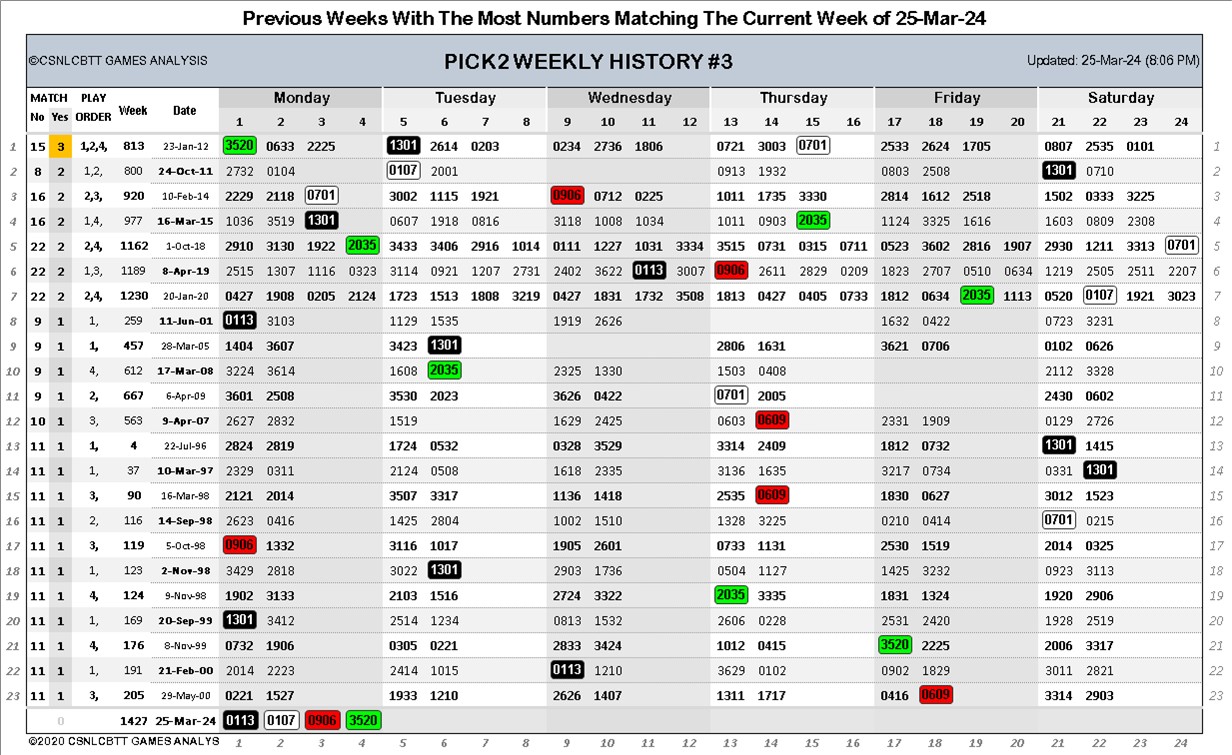 Previous Weeks With The Most Numbers Matching The Current Week of 25-Mar-24
©CSNLCBTT GAMES ANALYSIS PICK2 WEEKLY HISTORY #3 Updated: 25-Mar-24 (8:06 PM)
MATCH PLAY Monday Tuesday Wednesday Thursday Friday Saturday
No Yes ORDER Week Date 1 2 3 4 5 6 7 8 9 10 11 12 13 14 15 16 17 18 19 20 21 22 23 24
1 15 3 1,2,4, 813 23-Jan-12 3520 0633 2225 1301 2614 0203 0234 2736 1806 0721 3003 0701 2533 2624 1705 0807 2535 0101 1
2 8 2 1,2, 800 24-Oct-11 2732 0104 0107 2001 0913 1932 0803 2508 1301 0710 2
3 16 2 2,3, 920 10-Feb-14 2229 2118 0701 3002 1115 1921 0906 0712 0225 1011 1735 3330 2814 1612 2518 1502 0333 3225 3
4 16 2 1,4, 977 16-Mar-15 1036 3519 1301 0607 1918 0816 3118 1008 1034 1011 0903 2035 1124 3325 1616 1603 0809 2308 4
5 22 2 2,4, 1162 1-Oct-18 2910 3130 1922 2035 3433 3406 2916 1014 0111 1227 1031 3334 3515 0731 0315 0711 0523 3602 2816 1907 2930 1211 3313 0701 5
6 22 2 1,3, 1189 8-Apr-19 2515 1307 1116 0323 3114 0921 1207 2731 2402 3622 0113 3007 0906 2611 2829 0209 1823 2707 0510 0634 1219 2505 2511 2207 6
7 22 2 2,4, 1230 20-Jan-20 0427 1908 0205 2124 1723 1513 1808 3219 0427 1831 1732 3508 1813 0427 0405 0733 1812 0634 2035 1113 0520 0107 1921 3023 7
8 9 1 1, 259 11-Jun-01 0113 3103 1129 1535 1919 2626 1632 0422 0723 3231 8
9 9 1 1, 457 28-Mar-05 1404 3607 3423 1301 2806 1631 3621 0706 0102 0626 9
10 9 1 4, 612 17-Mar-08 3224 3614 1608 2035 2325 1330 1503 0408 2112 3328 10
11 9 1 2, 667 6-Apr-09 3601 2508 3530 2023 3626 0422 0701 2005 2430 0602 11
12 10 1 3, 563 9-Apr-07 2627 2832 1519 1629 2425 0603 0609 2331 1909 0129 2726 12
13 11 1 1, 4 22-Jul-96 2824 2819 1724 0532 0328 3529 3314 2409 1812 0732 1301 1415 13
14 11 1 1, 37 10-Mar-97 2329 0311 2124 0508 1618 2335 3136 1635 3217 0734 0331 1301 14
15 11 1 3, 90 16-Mar-98 2121 2014 3507 3317 1136 1418 2535 0609 1830 0627 3012 1523 15
16 11 1 2, 116 14-Sep-98 2623 0416 1425 2804 1002 1510 1328 3225 0210 0414 0701 0215 16
17 11 1 3, 119 5-Oct-98 0906 1332 3116 1017 1905 2601 0733 1131 2530 1519 2014 0325 17
18 11 1 1, 123 2-Nov-98 3429 2818 3022 1301 2903 1736 0504 1127 1425 3232 0923 3113 18
19 11 1 4, 124 9-Nov-98 1902 3133 2103 1516 2724 3322 2035 3335 1831 1324 1920 2906 19
20 11 1 1, 169 20-Sep-99 1301 3412 2514 1234 0813 1532 2606 0228 2531 2420 1928 2519 20
21 11 1 4, 176 8-Nov-99 0732 1906 0305 0221 2833 3424 1012 0415 3520 2225 2006 3317 21
22 11 1 1, 191 21-Feb-00 2014 2223 2414 1015 0113 1210 3629 0102 0902 1829 3011 2821 22
23 11 1 3, 205 29-May-00 0221 1527 1933 1210 2626 1407 1311 1717 0416 0609 3314 2903 23
0 1427 25-Mar-24 0113 0107 0906 3520
©2020 CSNLCBTT GAMES ANALYS 1 2 3 4 5 6 7 8 9 10 11 12 13 14 15 16 17 18 19 20 21 22 23 24